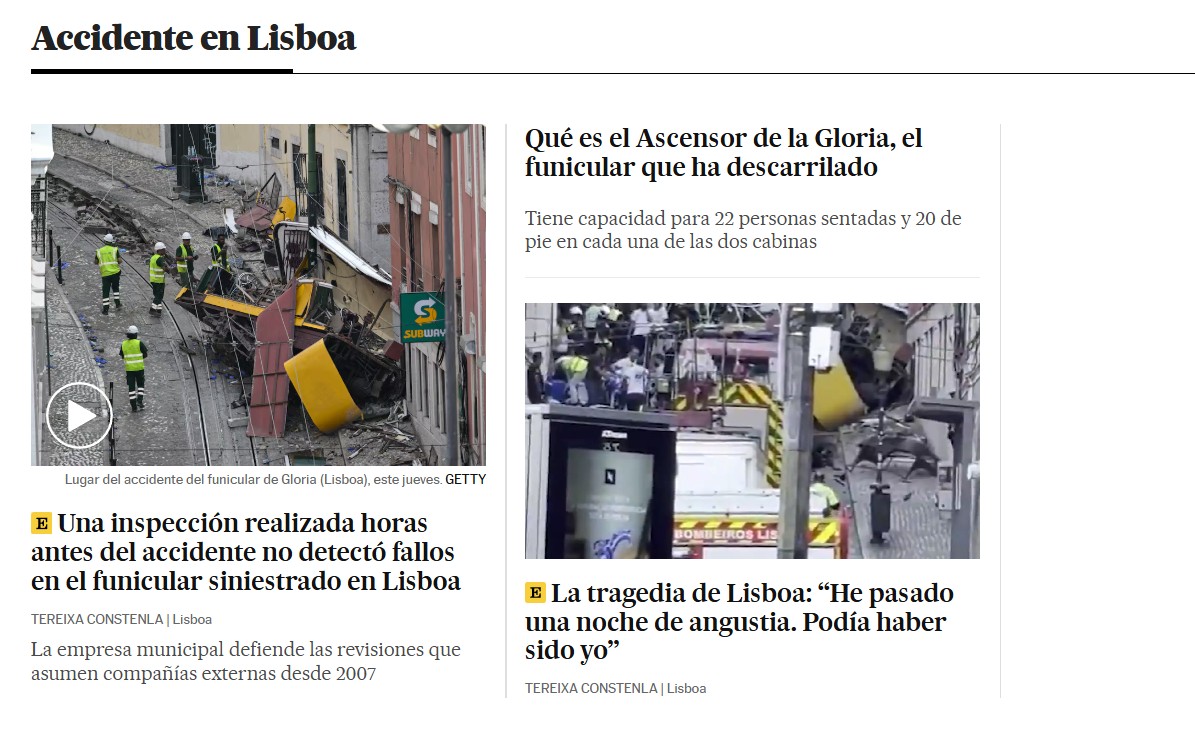 Accidente en Lisboa
SUBWAY
Lugar del accidente del funicular de Gloria (Lisboa), este jueves. GETTY
E Una inspección realizada horas
antes del accidente no detectó fallos
en el funicular siniestrado en Lisboa
TEREIXA CONSTENLA | Lisboa
La empresa municipal defiende las revisiones que
asumen compañías externas desde 2007
Qué es el Ascensor de la Gloria, el
funicular que ha descarrilado
Tiene capacidad para 22 personas sentadas y 20 de
pie en cada una de las dos cabinas
BOMBEIROS LIS
E La tragedia de Lisboa: “He pasado
una noche de angustia. Podía haber
sido yo”
TEREIXA CONSTENLA | Lisboa